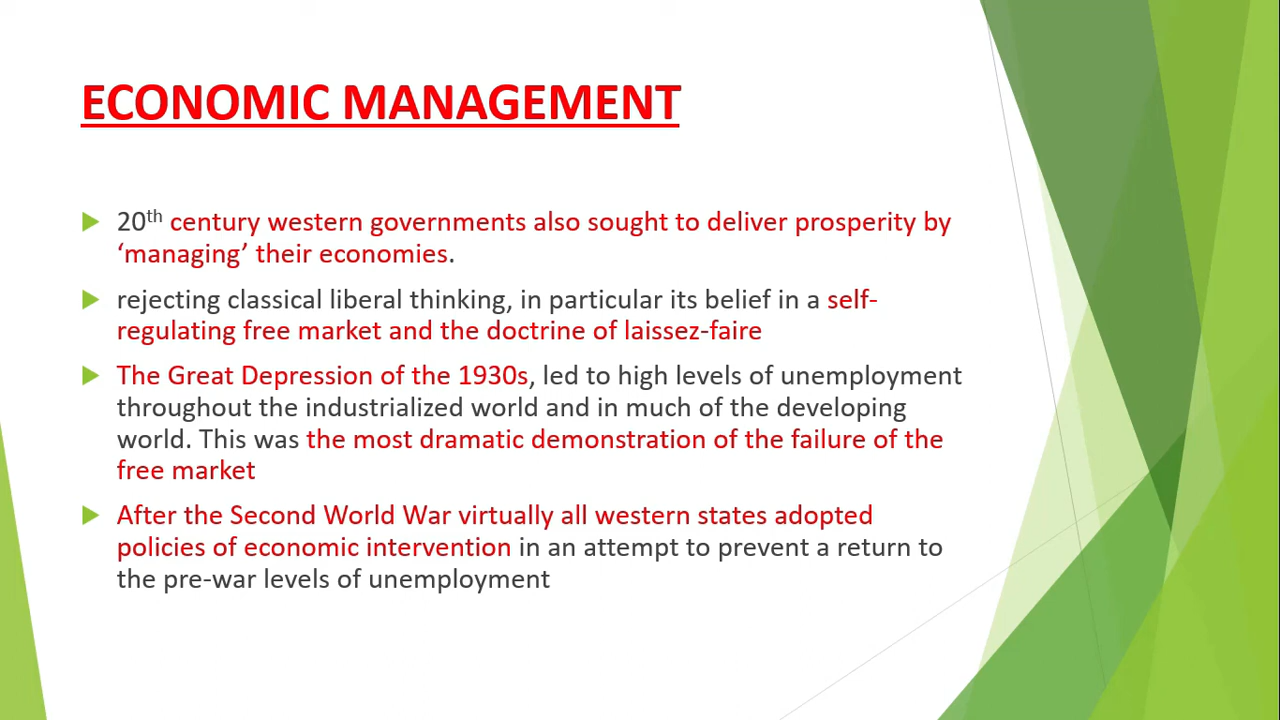 ECONOMIC MANAGEMENT
20th century western governments also sought to deliver prosperity by
‘managing’ their economies.
rejecting classical liberal thinking, in particular its belief in a self-
regulating free market and the doctrine of laissez-faire
The Great Depression of the 1930s, led to high levels of unemployment
throughout the industrialized world and in much of the developing
world. This was the most dramatic demonstration of the failure of the
free market
After the Second World War virtually all western states adopted
policies of economic intervention in an attempt to prevent a return to
the pre-war levels of unemployment